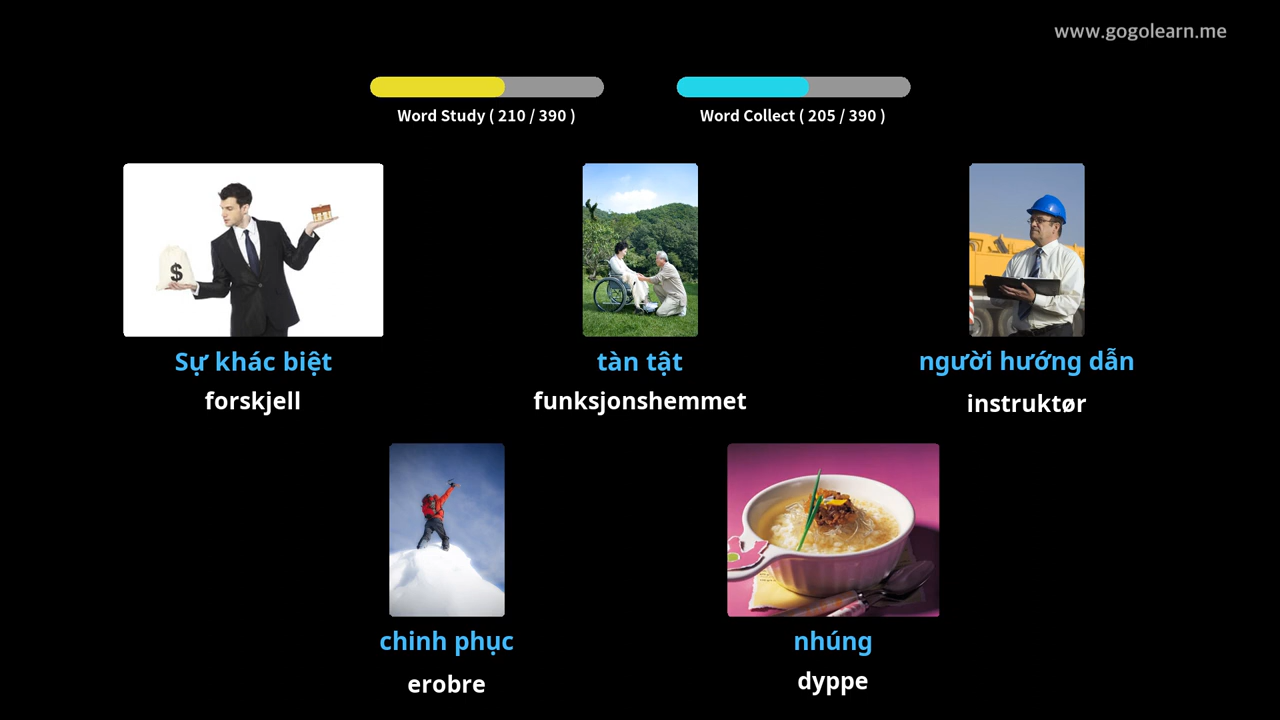 www.gogolearn.me
Word Study ( 210 / 390 )
Word Collect ( 205 / 390 )
$
Sự khác biệt
forskjell
tàn tật
funksjonshemmet
người hướng dẫn
instruktør
chinh phục
erobre
nhúng
dyppe